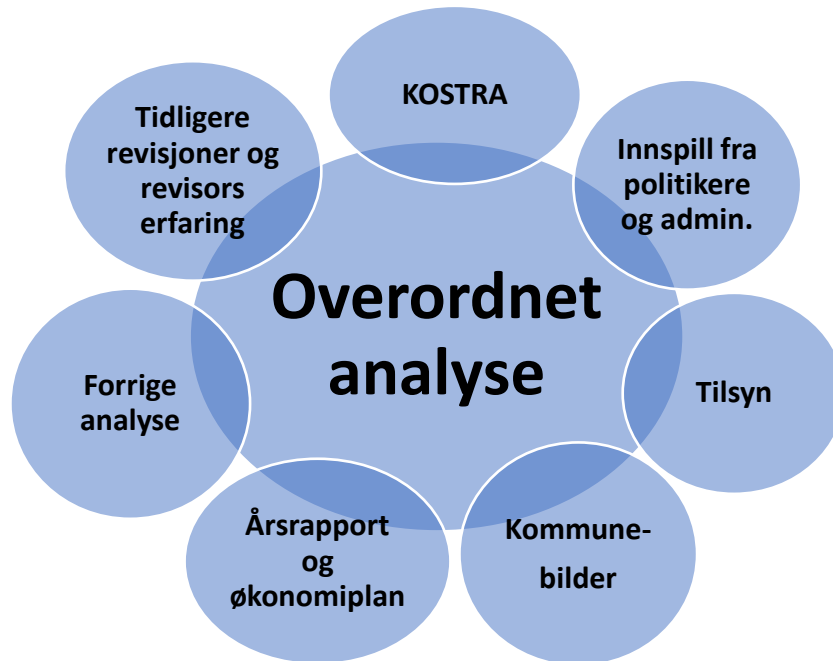 KOSTRA
Tidligere
revisjoner og
revisors
erfaring
Innspill fra
politikere
og admin.
Overordnet
analyse
Forrige
analyse
Tilsyn
Årsrapport
og
økonomiplan
Kommune-
bilder